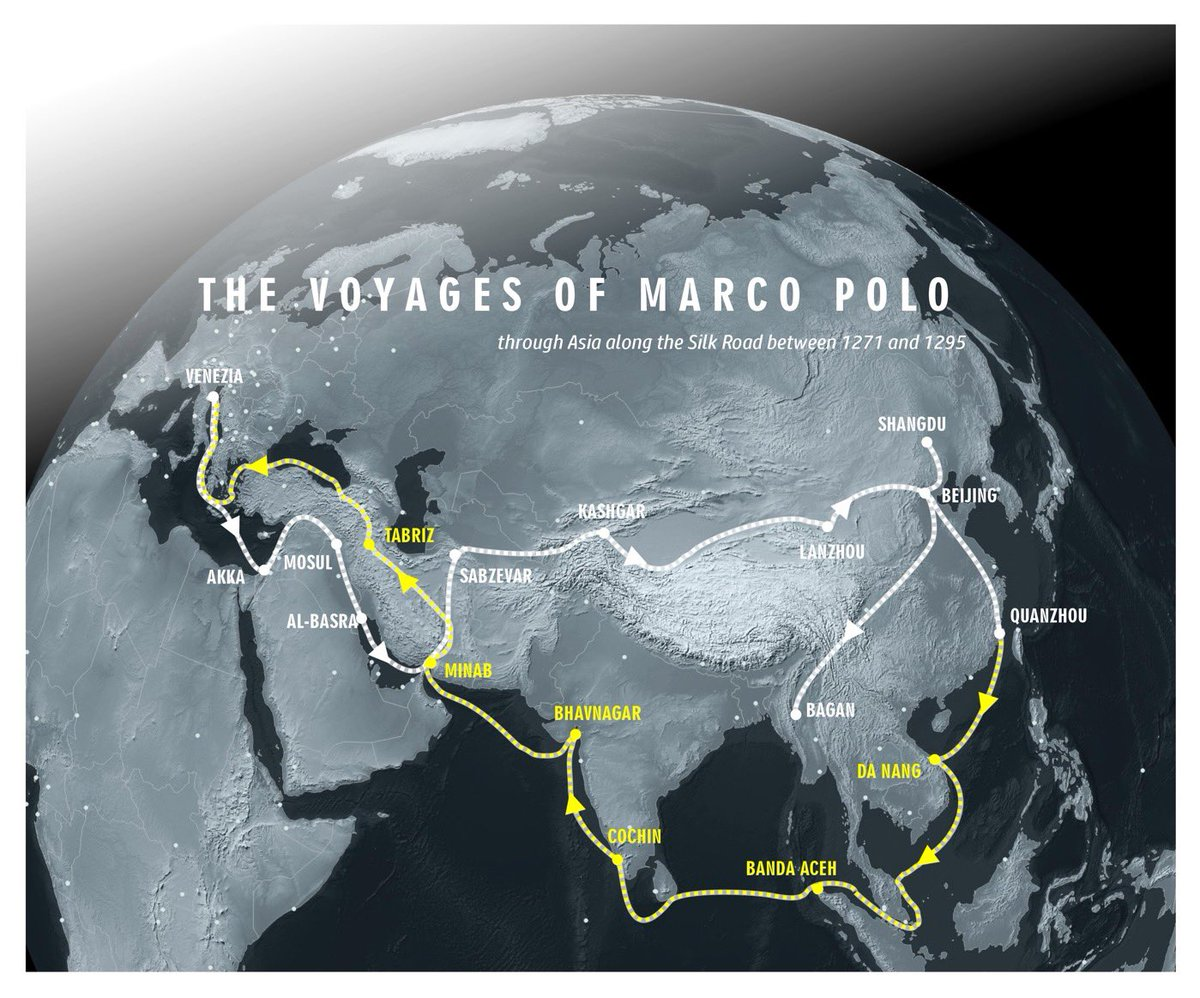 THE VOYAGES OF MARCO POLO
through Asia along the Silk Road between 1271 and 1295
VENEZIA
SHANGDU
BEIJING
KASHGAR
TABRIZ
LANZHOU
MOSUL
AKKA
SABZEVAR
QUANZHOU
AL-BASRA
MINAB
BAGAN
BHAVNAGAR
DA NANG
COCHIN
BANDA ACEH